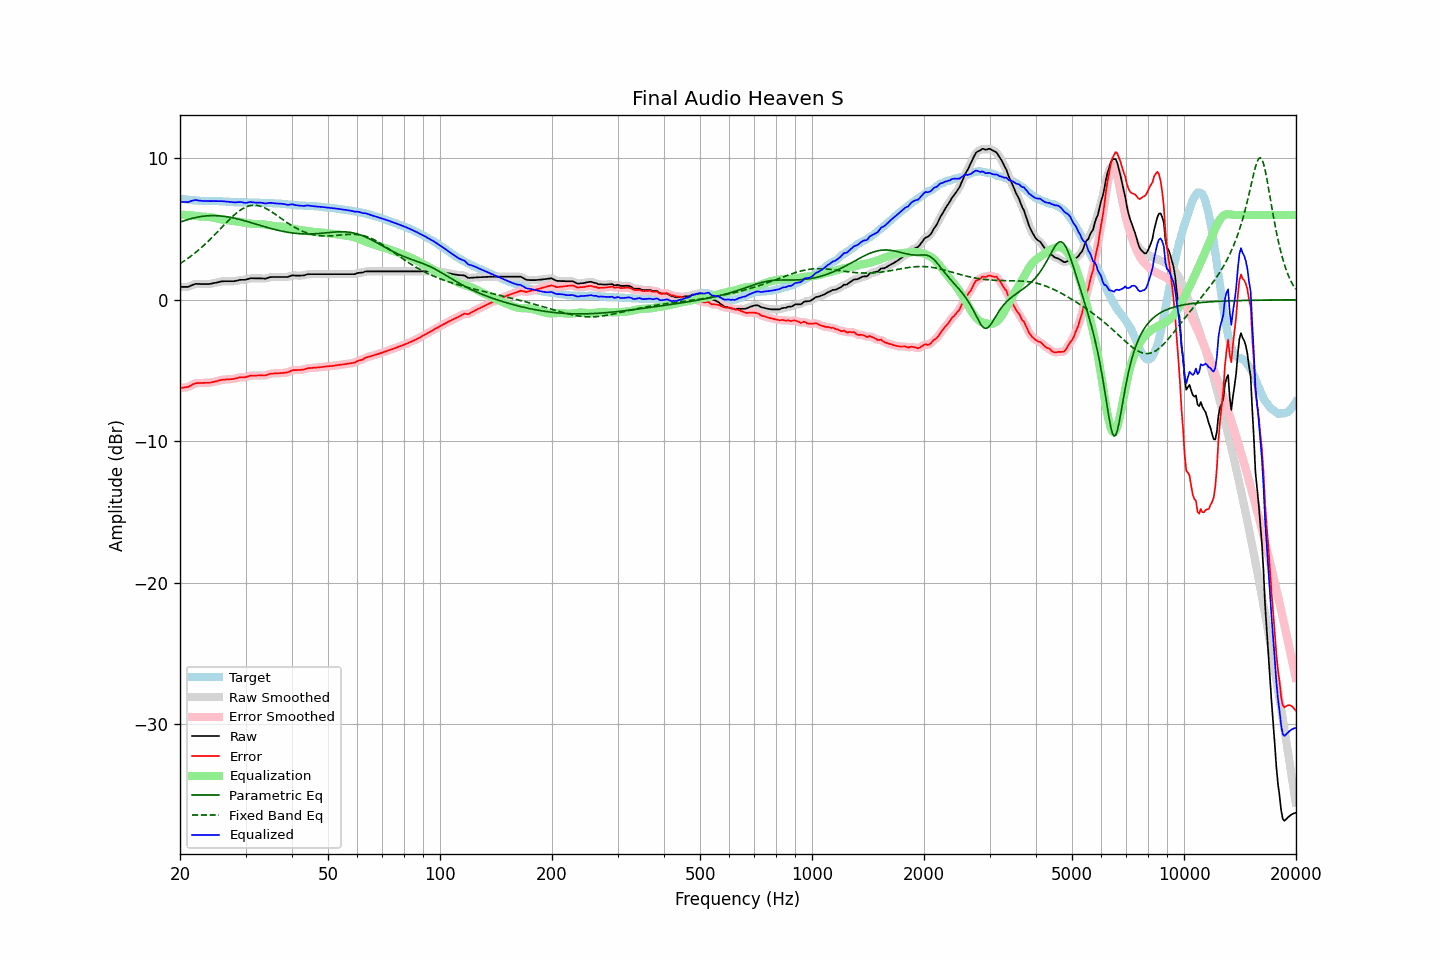 Final Audio Heaven S
10
0
−10
−20
−30
Amplitude (dBr)
Target
Raw Smoothed
Error Smoothed
Raw
Error
Equalization
Parametric Eq
Fixed Band Eq
Equalized
20 50 100 200 500 1000 2000 5000 10000 20000
Frequency (Hz)